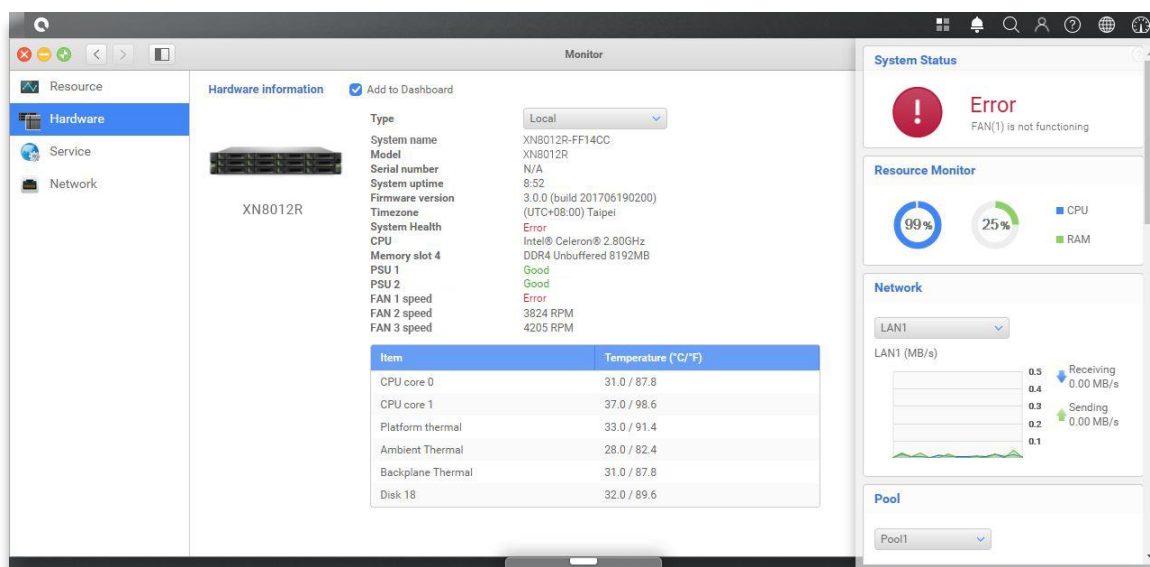 Monitor
Resource
Hardware
Service
Network
Hardware information
Add to Dashboard
XN8012R
Type Local
System name XN8012R-FF14CC
Model XN8012R
Serial number N/A
System uptime 8:52
Firmware version 3.0.0 (build 201706190200)
Timezone (UTC+08:00) Taipei
System Health Error
CPU Intel® Celeron® 2.80GHz
Memory slot 4 DDR4 Unbuffered 8192MB
PSU 1 Good
PSU 2 Good
FAN 1 speed Error
FAN 2 speed 3824 RPM
FAN 3 speed 4205 RPM
Item Temperature (°C/°F)
CPU core 0 31.0 / 87.8
CPU core 1 37.0 / 98.6
Platform thermal 33.0 / 91.4
Ambient Thermal 28.0 / 82.4
Backplane Thermal 31.0 / 87.8
Disk 18 32.0 / 89.6
System Status
Error
FAN(1) is not functioning
Resource Monitor
99%
25%
CPU
RAM
Network
LAN1
LAN1 (MB/s)
0.5
0.4
0.3
0.2
0.1
Receiving
0.00 MB/s
Sending
0.00 MB/s
Pool
Pool1